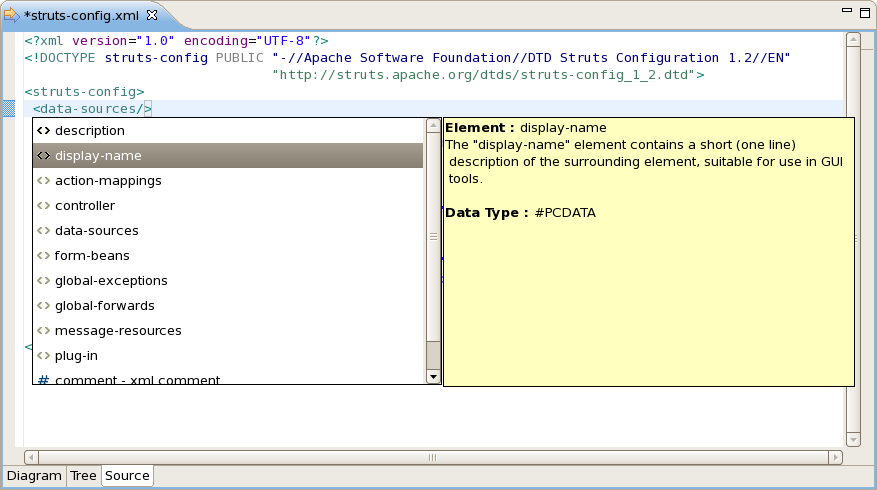 *struts-config.xml
<?xml version="1.0" encoding="UTF-8"?>
<!DOCTYPE struts-config PUBLIC "-//Apache Software Foundation//DTD Struts Configuration 1.2//EN"
"http://struts.apache.org/dtds/struts-config_1_2.dtd">
<struts-config>
<data-sources/>
<> description
<> display-name
<> action-mappings
<> controller
<> data-sources
<> form-beans
<> global-exceptions
<> global-forwards
<> message-resources
<> plug-in
# comment - xml comment
Element : display-name
The "display-name" element contains a short (one line)
description of the surrounding element, suitable for use in GUI
tools.
Data Type : #PCDATA
<
Diagram Tree Source